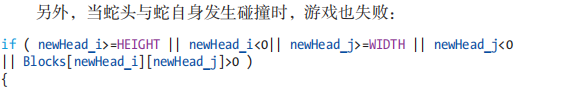 另外，当蛇头与蛇自身发生碰撞时，游戏也失败：
if ( newHead_i>=HEIGHT || newHead_i<0|| newHead_j>=WIDTH || newHead_j<0
|| Blocks[newHead_i][newHead_j]>0 )
{